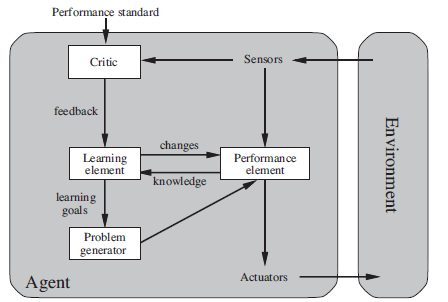 Performance standard
Critic
Sensors
feedback
changes
Learning
element
Performance
element
knowledge
learning
goals
Problem
generator
Agent
Actuators
Environment